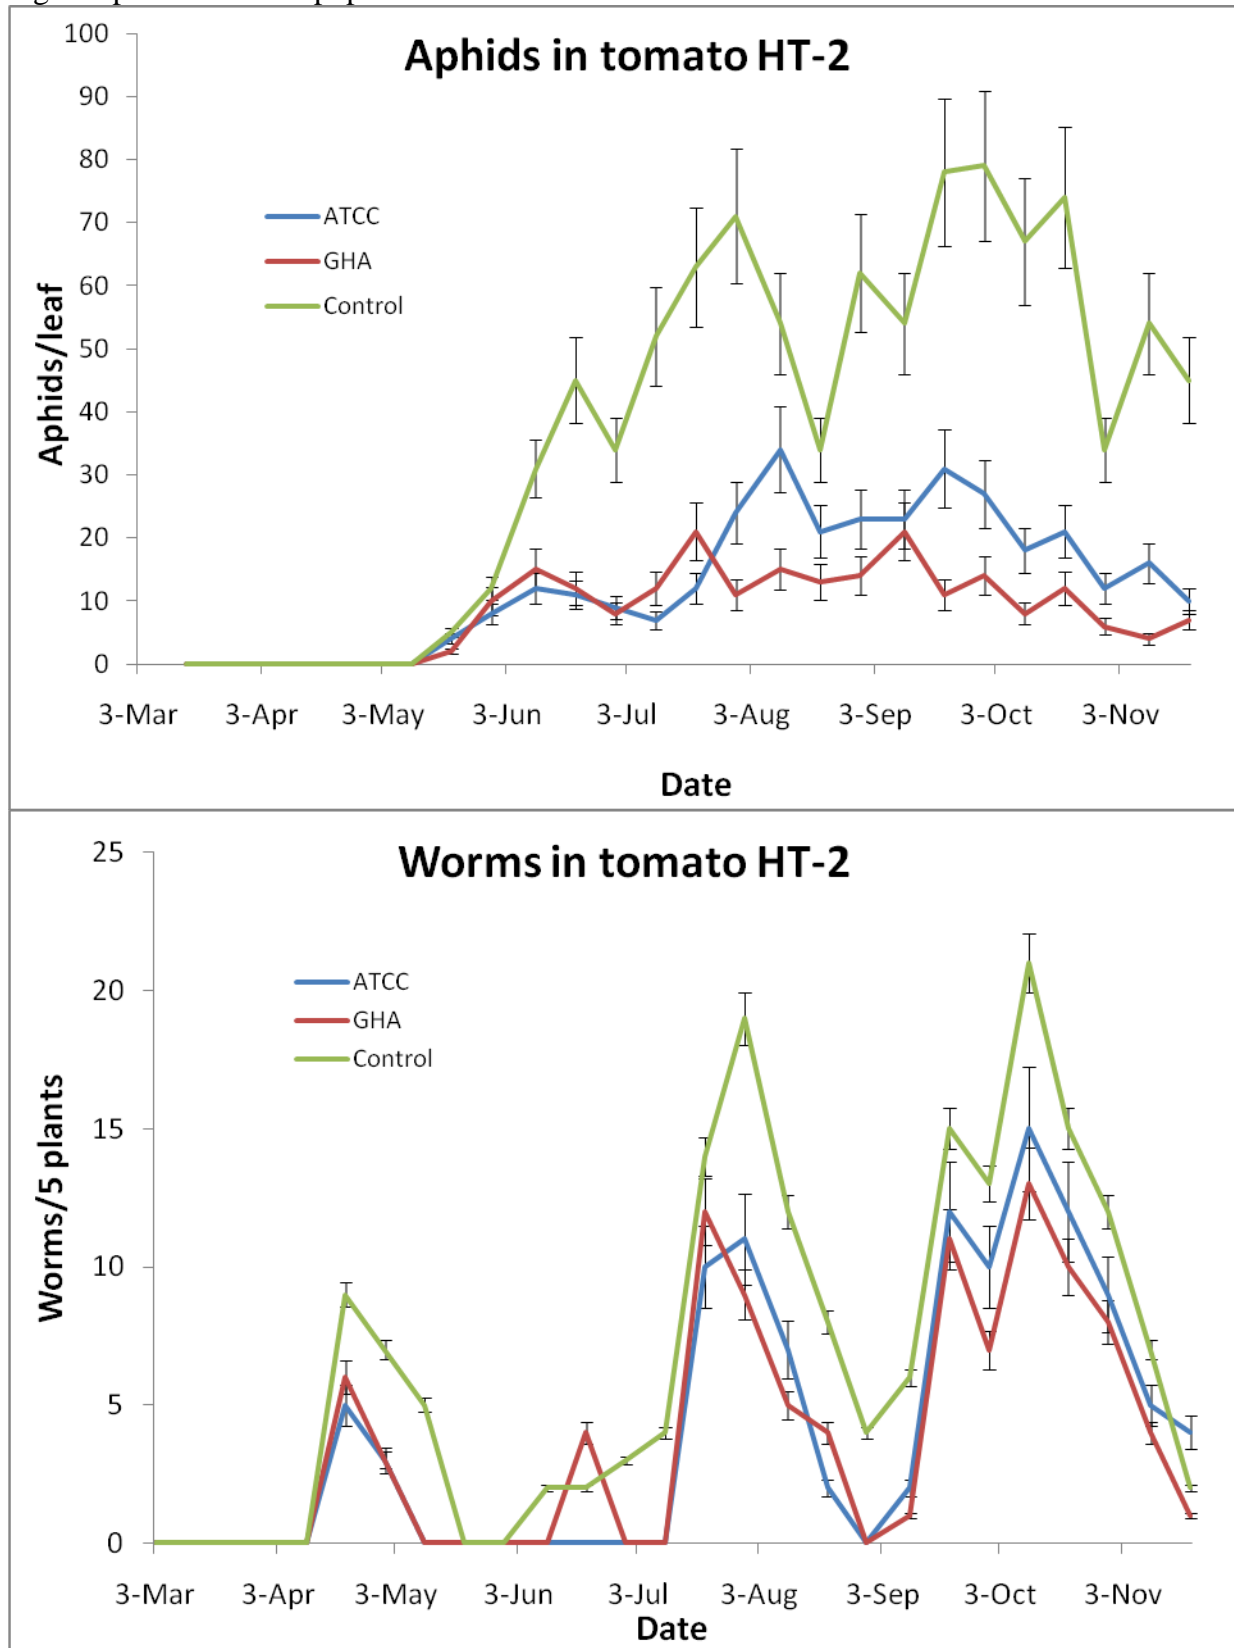 100
Aphids in tomato HT-2
90
80
70
ATCC
60
GHA
50
Control
40
30
20
10
0
Aphids/leaf
3-Mar 3-Apr 3-May 3-Jun 3-Jul 3-Aug 3-Sep 3-Oct 3-Nov
Date
25
Worms in tomato HT-2
20
ATCC
GHA
Control
15
10
5
0
Worms/5 plants
3-Mar 3-Apr 3-May 3-Jun 3-Jul 3-Aug 3-Sep 3-Oct 3-Nov
Date